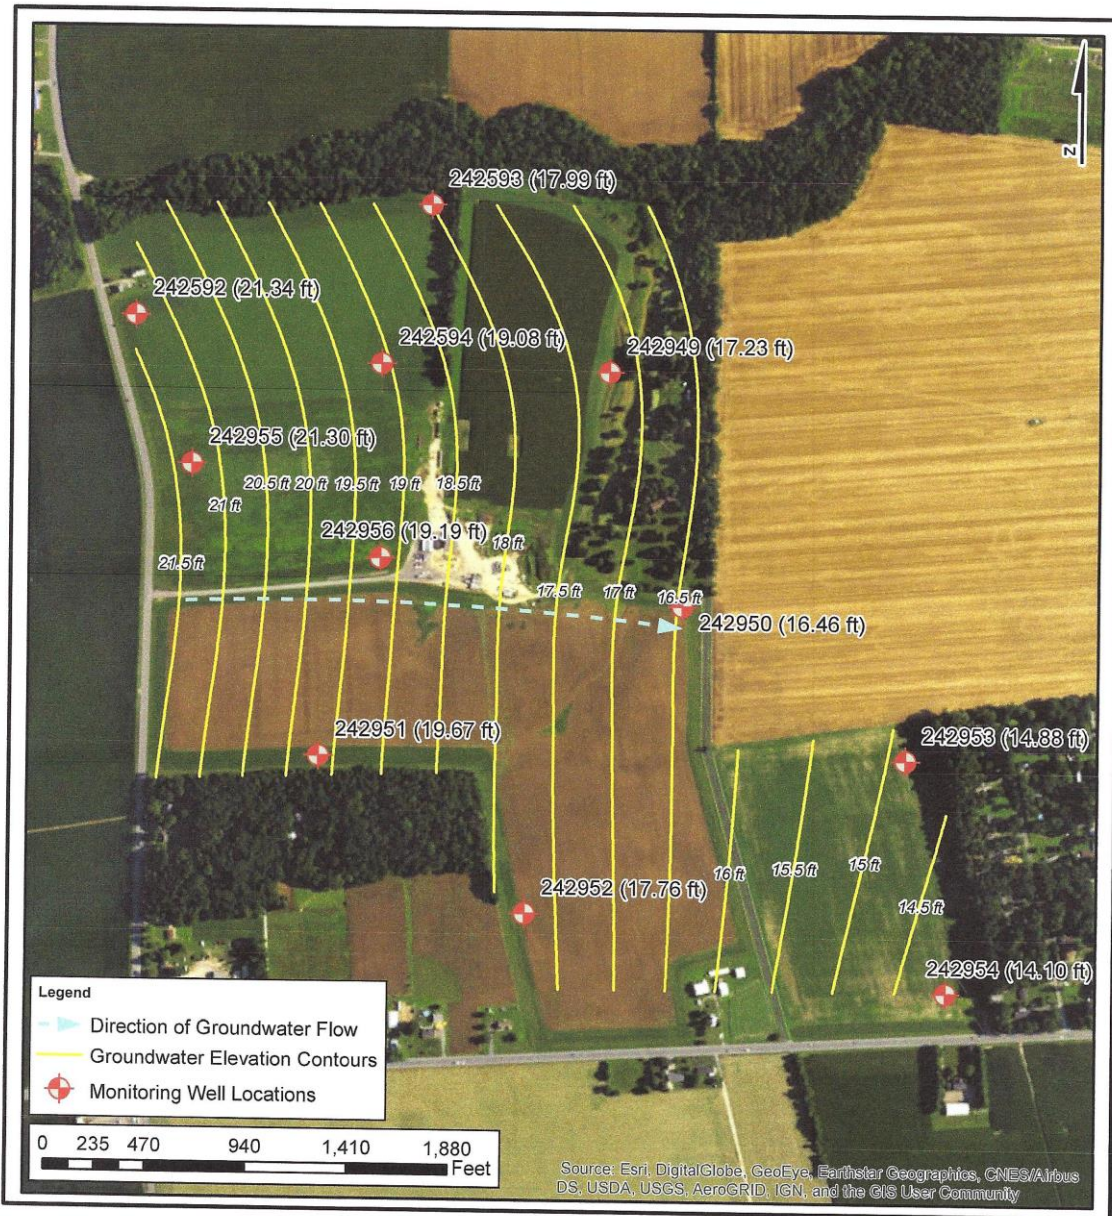 Z
242593 (17.99 ft)
242592 (21.34 ft)
242594 (19.08 ft)
242949 (17.23 ft)
242955 (21.30 ft)
20.5 ft
20 ft
19.5 ft
19 ft
18.5 ft
21 ft
242956 (19.19 ft)
18 ft
21.5 ft
17.5 ft
17 ft
16.5 ft
242950 (16.46 ft)
242951 (19.67 ft)
242953 (14.88 ft)
16 ft
15.5 ft
15 ft
14.5 ft
242952 (17.76 ft)
242954 (14.10 ft)
Legend
Direction of Groundwater Flow
Groundwater Elevation Contours
Monitoring Well Locations
0 235 470 940 1,410 1,880
Feet
Source: Esri, DigitalGlobe, GeoEye, Earthstar Geographics, CNES/Airbus
DS, USDA, USGS, AeroGRID, IGN, and the GIS User Community